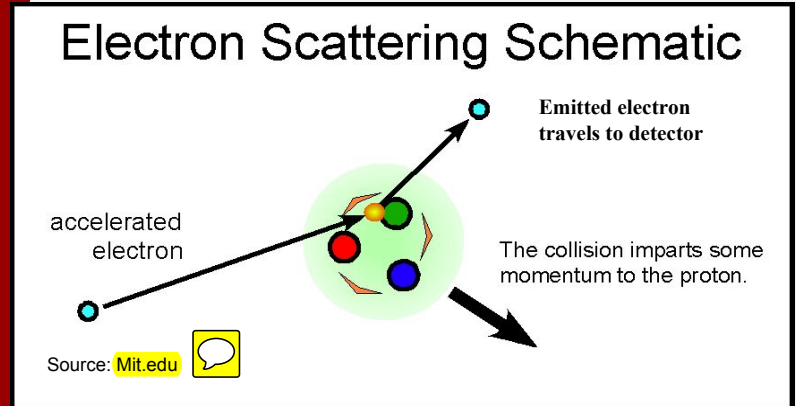 Electron Scattering Schematic
Emitted electron
travels to detector
accelerated
electron
The collision imparts some
momentum to the proton.
Source: Mit.edu